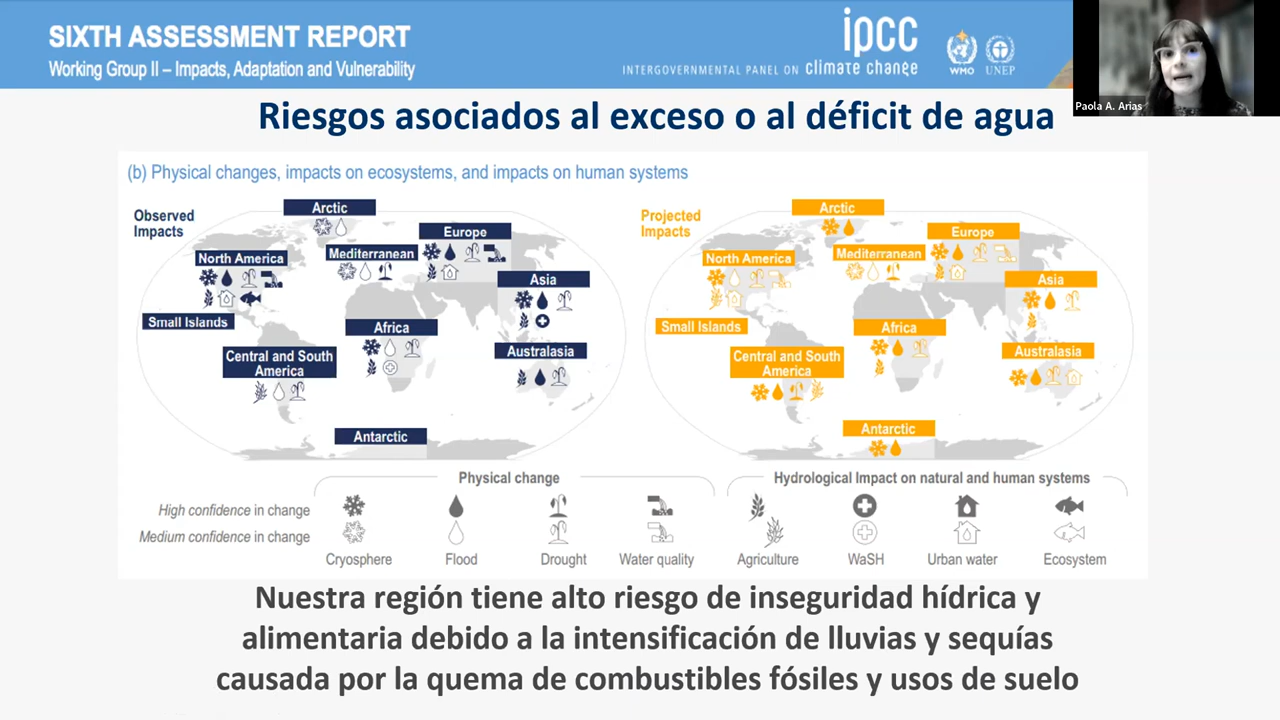 SIXTH ASSESSMENT REPORT
Working Group II – Impacts, Adaptation and Vulnerability
INTERGOVERNMENTAL PANEL ON climate change
ipcc
WMO
UNEP
Paola A. Arias
Riesgos asociados al exceso o al déficit de agua
(b) Physical changes, impacts on ecosystems, and impacts on human systems
Observed
Impacts
Arctic
Europe
Mediterranean
North America
Asia
Small Islands
Africa
Central and South
America
Australasia
Antarctic
Projected
Impacts
Arctic
Europe
Mediterranean
North America
Asia
Small Islands
Africa
Central and South
America
Australasia
Antarctic
Physical change
Hydrological Impact on natural and human systems
High confidence in change
Medium confidence in change
Cryosphere
Flood
Drought
Water quality
Agriculture
WaSH
Urban water
Ecosystem
Nuestra región tiene alto riesgo de inseguridad hídrica y
alimentaria debido a la intensificación de lluvias y sequías
causada por la quema de combustibles fósiles y usos de suelo